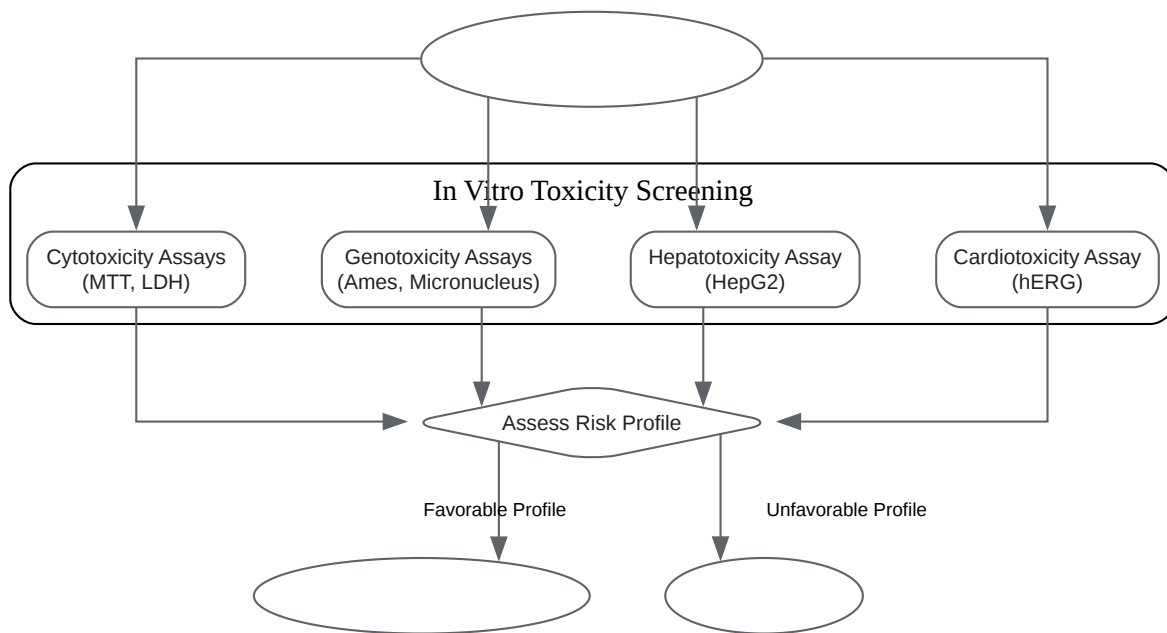 In Vitro Toxicity Screening
Cytotoxicity Assays
(MTT, LDH)
Genotoxicity Assays
(Ames, Micronucleus)
Hepatotoxicity Assay
(HepG2)
Cardiotoxicity Assay
(hERG)
Assess Risk Profile
Favorable Profile
Unfavorable Profile